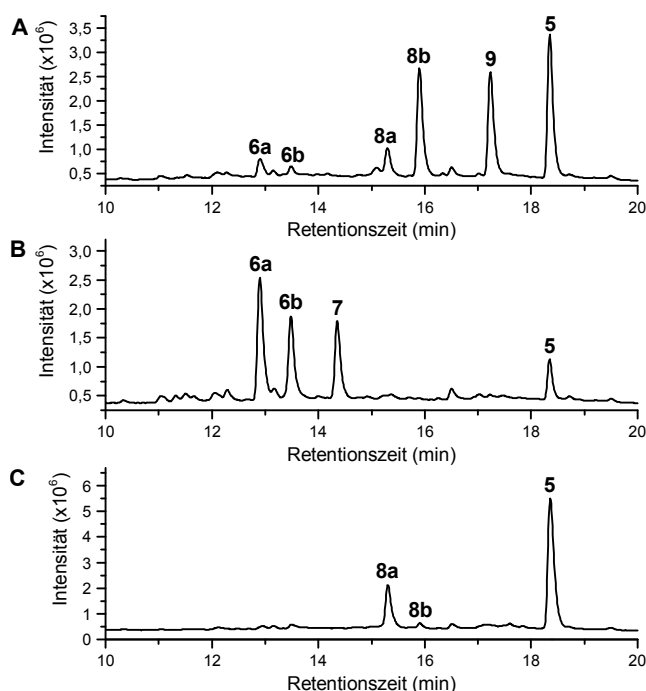 A
Intensität (x10⁶)
3,5
3,0
2,5
2,0
1,5
1,0
0,5
6a
6b
8a
8b
9
5
10 12 14 16 18 20
Retentionszeit (min)
B
Intensität (x10⁶)
3,0
2,5
2,0
1,5
1,0
0,5
6a
6b
7
5
10 12 14 16 18 20
Retentionszeit (min)
C
Intensität (x10⁶)
6
5
4
3
2
1
0
8a
8b
5
10 12 14 16 18 20
Retentionszeit (min)